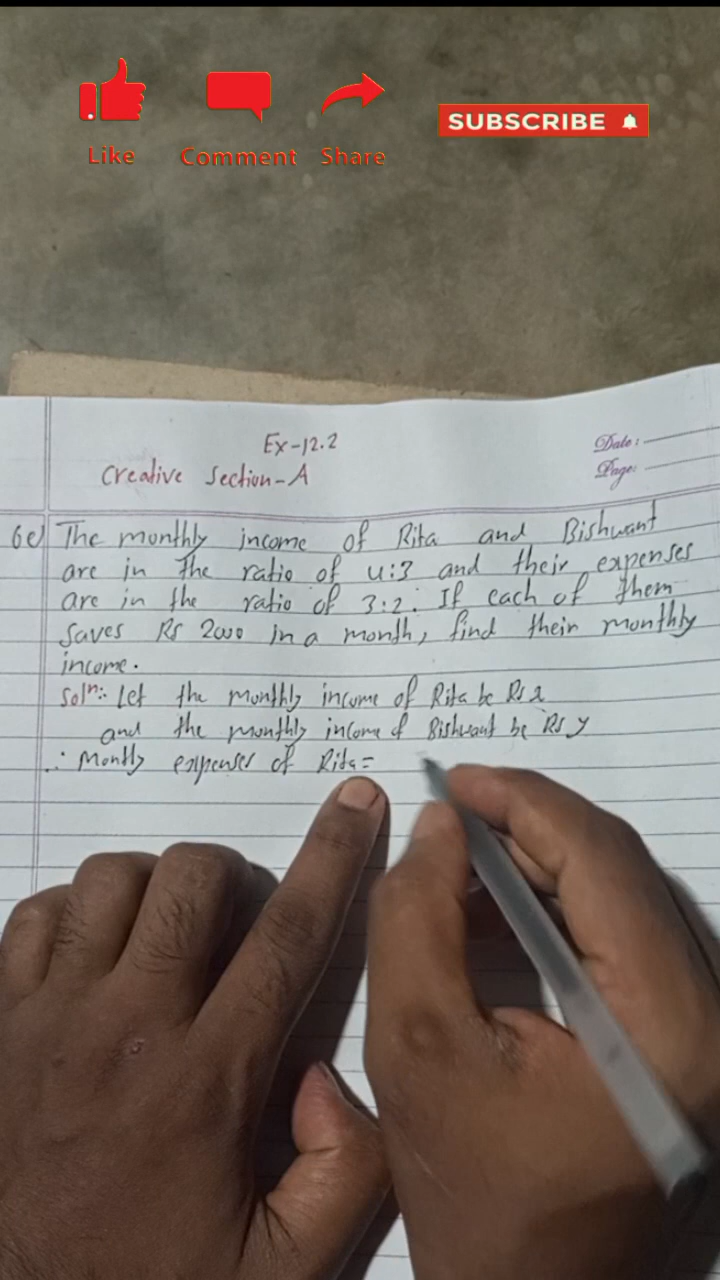 Like
Comment
Share
SUBSCRIBE
Ex-12.2
Date:
Page:
Creative Section-A
6c) The monthly income of Rita and Bishwant
are in the ratio of 4:3 and their expenses
are in the ratio of 3:2. If each of them
saves Rs 2000 in a month, find their monthly
income.
Soln:- Let the monthly income of Rita be Rs x
and the monthly income of Bishwant be Rs y
∴ Montly expenses of Rita=